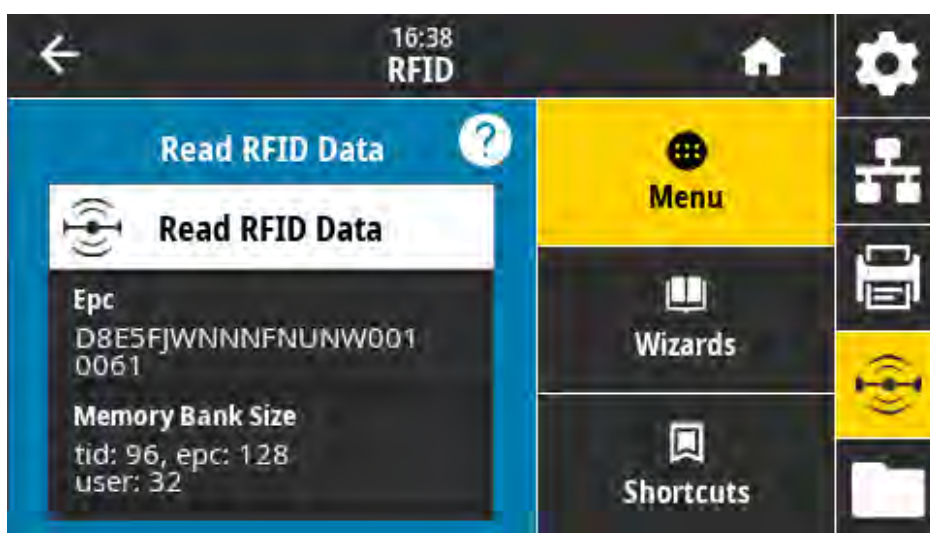 16:38
RFID
Read RFID Data
?
Read RFID Data
Epc
D8E5FJWNNNFNUNW001
0061
Memory Bank Size
tid: 96, epc: 128
user: 32
Menu
Wizards
Shortcuts